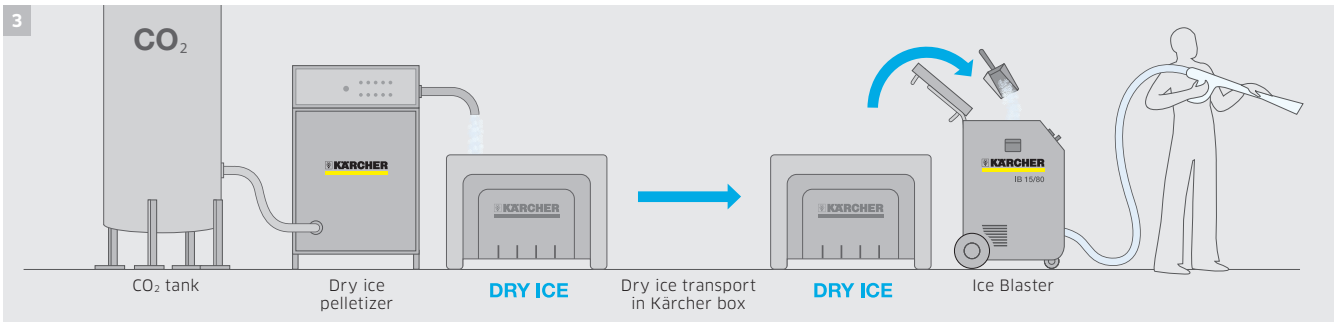 3
CO₂
KÄRCHER
KÄRCHER
KÄRCHER
KÄRCHER
IB 15/80
CO₂ tank
Dry ice
pelletizer
DRY ICE
Dry ice transport
in Kärcher box
DRY ICE
Ice Blaster